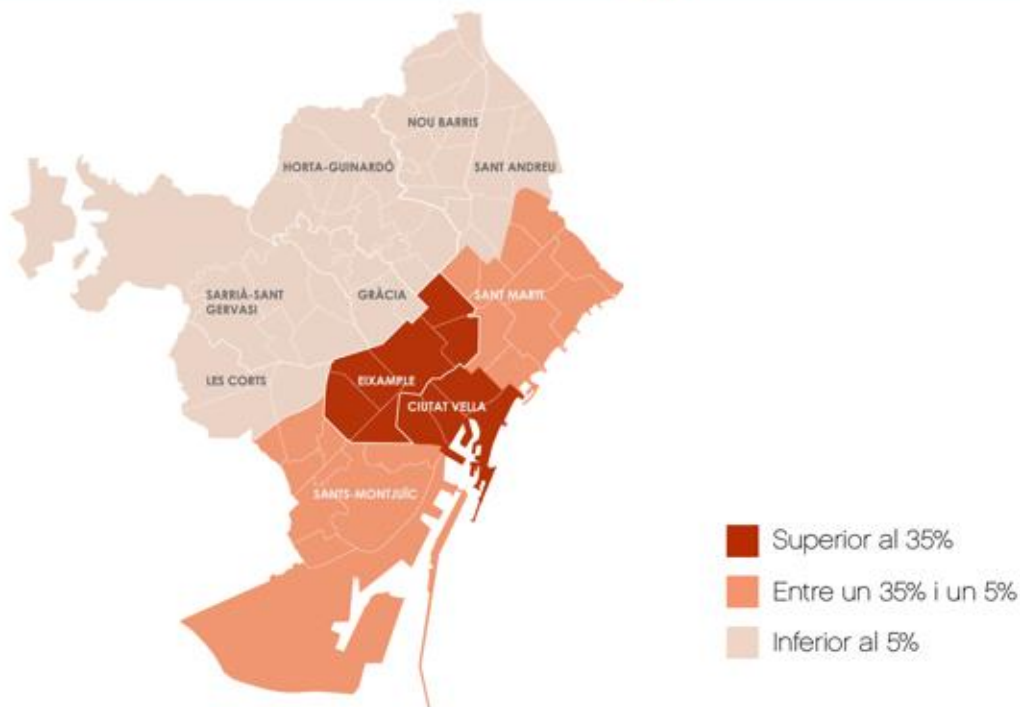 NOU BARRIS
HORTA-GUINARDÓ
SANT ANDREU
SARRIÀ-SANT
GERVASI
GRÀCIA
SANT MARTÍ
LES CORTS
EIXAMPLE
CIUTAT VELLA
SANTS-MONTJUÏC
Superior al 35%
Entre un 35% i un 5%
Inferior al 5%